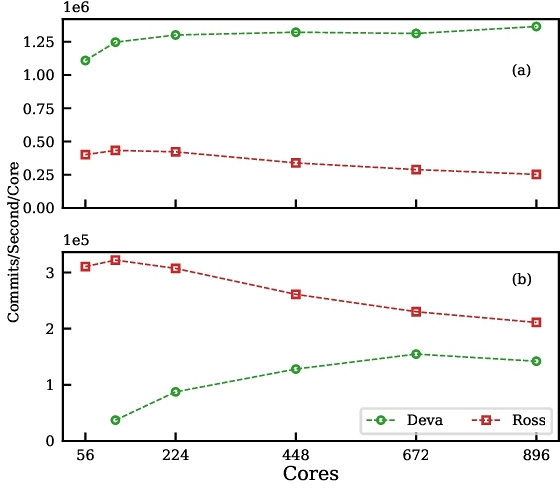 1e6
1.25
1.00
0.75
0.50
0.25
0.00
(a)
Commits/Second/Core
1e5
3
2
1
0
(b)
Deva
Ross
56
224
448
672
896
Cores